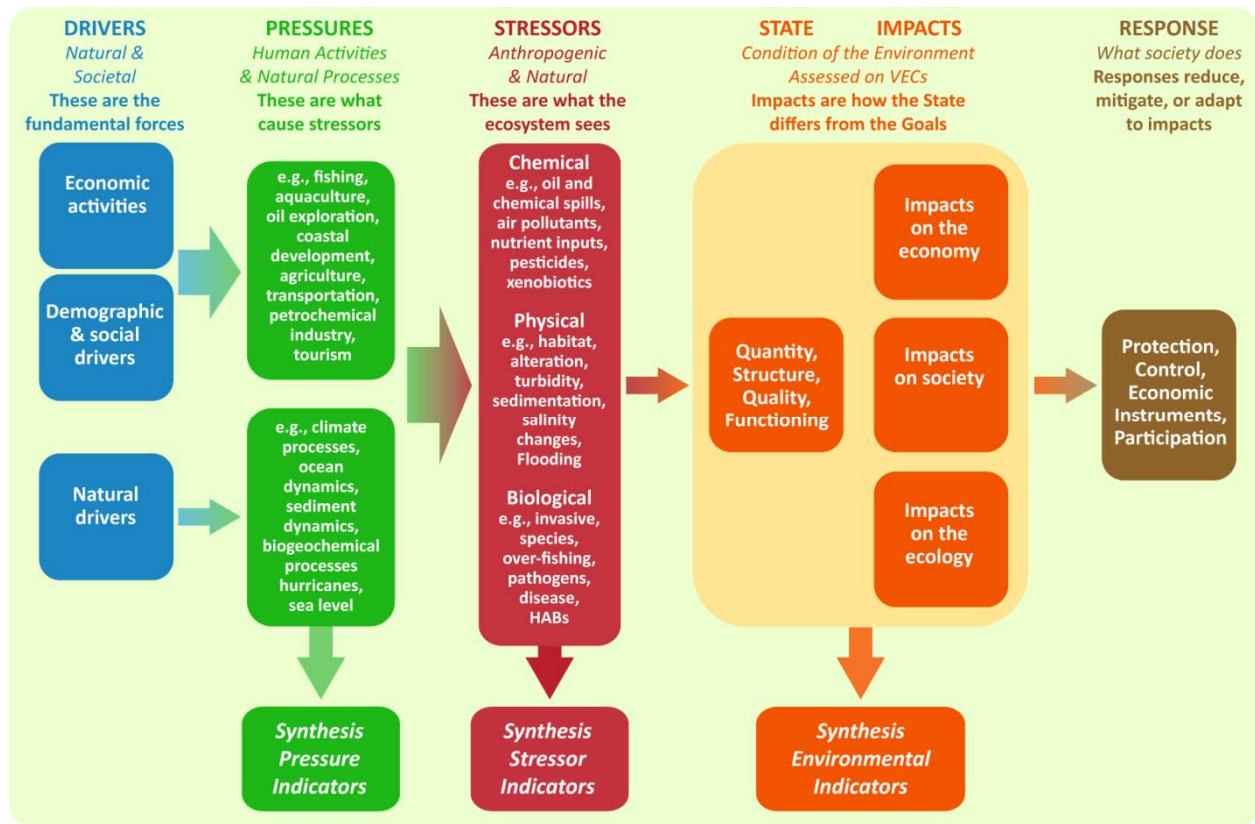 DRIVERS
Natural &
Societal
These are the
fundamental forces
Economic
activities
Demographic
& social
drivers
Natural
drivers
PRESSURES
Human Activities
& Natural Processes
These are what
cause stressors
e.g., fishing,
aquaculture,
oil exploration,
coastal
development,
agriculture,
transportation,
petrochemical
industry,
tourism
e.g., climate
processes,
ocean
dynamics,
sediment
dynamics,
biogeochemical
processes
hurricanes,
sea level
Synthesis
Pressure
Indicators
STRESSORS
Anthropogenic
& Natural
These are what the
ecosystem sees
Chemical
e.g., oil and
chemical spills,
air pollutants,
nutrient inputs,
pesticides,
xenobiotics
Physical
e.g., habitat,
alteration,
turbidity,
sedimentation,
salinity
changes,
Flooding
Biological
e.g., invasive,
species,
over-fishing,
pathogens,
disease,
HABs
Synthesis
Stressor
Indicators
STATE IMPACTS
Condition of the Environment
Assessed on VECs
Impacts are how the State
differs from the Goals
Quantity,
Structure,
Quality,
Functioning
Impacts
on the
economy
Impacts
on society
Impacts
on the
ecology
Synthesis
Environmental
Indicators
RESPONSE
What society does
Responses reduce,
mitigate, or adapt
to impacts
Protection,
Control,
Economic
Instruments,
Participation